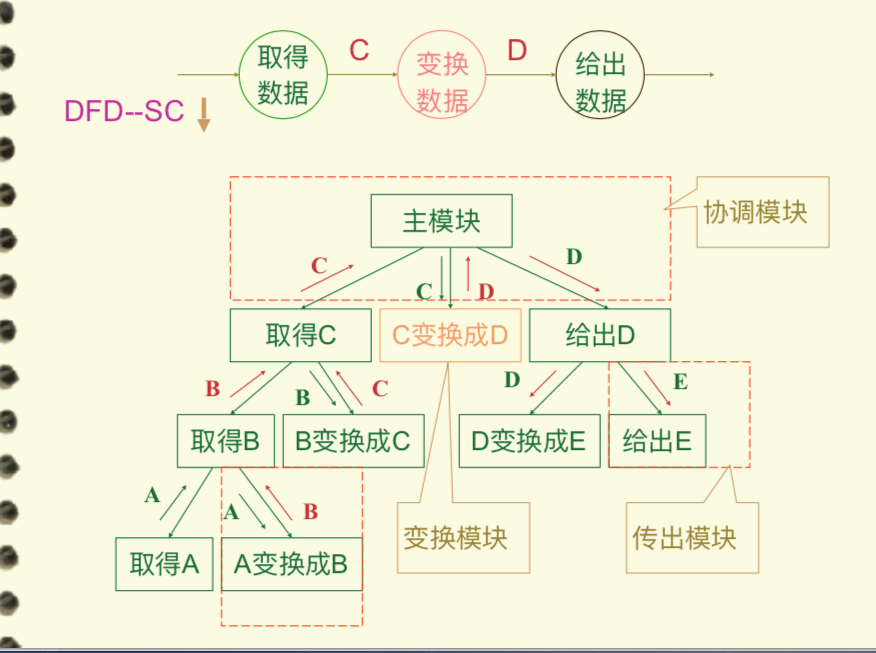 取得
数据
C
变换
数据
D
给出
数据
DFD--SC
协调模块
主模块
C
C
D
D
取得C
C变换成D
给出D
B
B
C
D
E
取得B
B变换成C
D变换成E
给出E
A
A
B
变换模块
传出模块
取得A
A变换成B